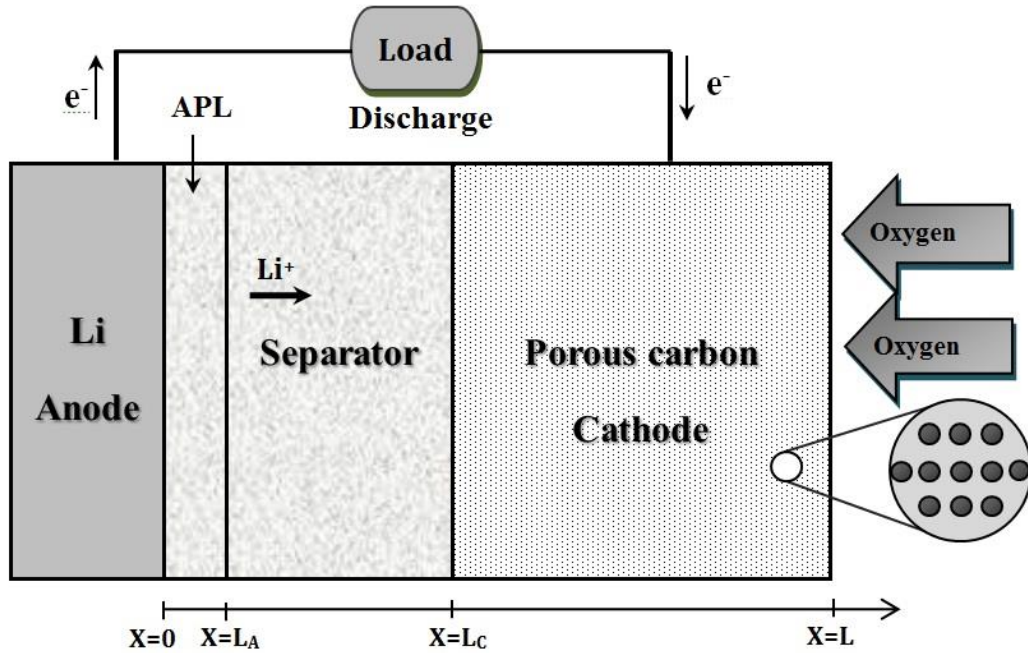 Load
Discharge
e⁻
e⁻
APL
Li⁺
Li
Anode
Separator
Porous carbon
Cathode
Oxygen
Oxygen
X=0
X=L_A
X=L_C
X=L